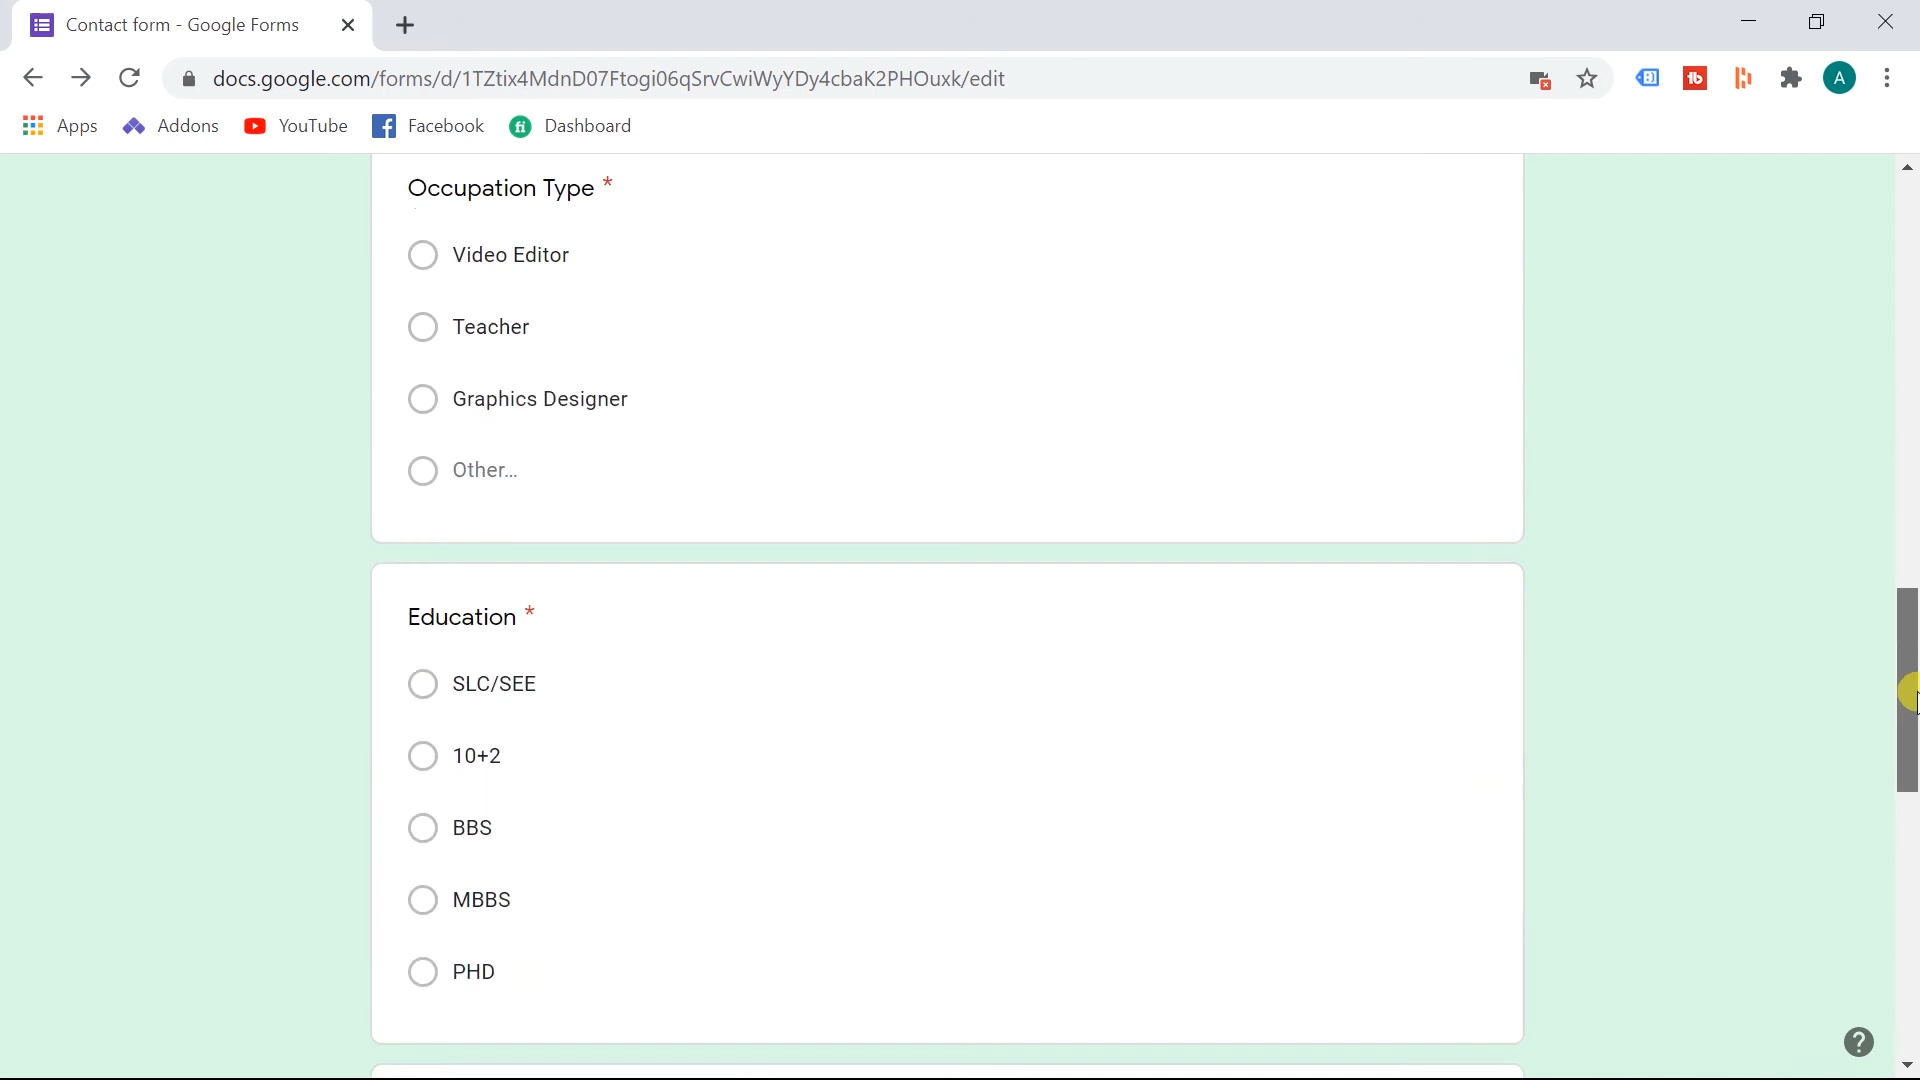 Contact form - Google Forms
docs.google.com/forms/d/1TZtix4MdnD07Ftogi06qSrvCwiWyYDy4cbaK2PHOuxk/edit
A
Apps Addons YouTube Facebook Dashboard
Occupation Type *
Video Editor
Teacher
Graphics Designer
Other...
Education *
SLC/SEE
10+2
BBS
MBBS
PHD